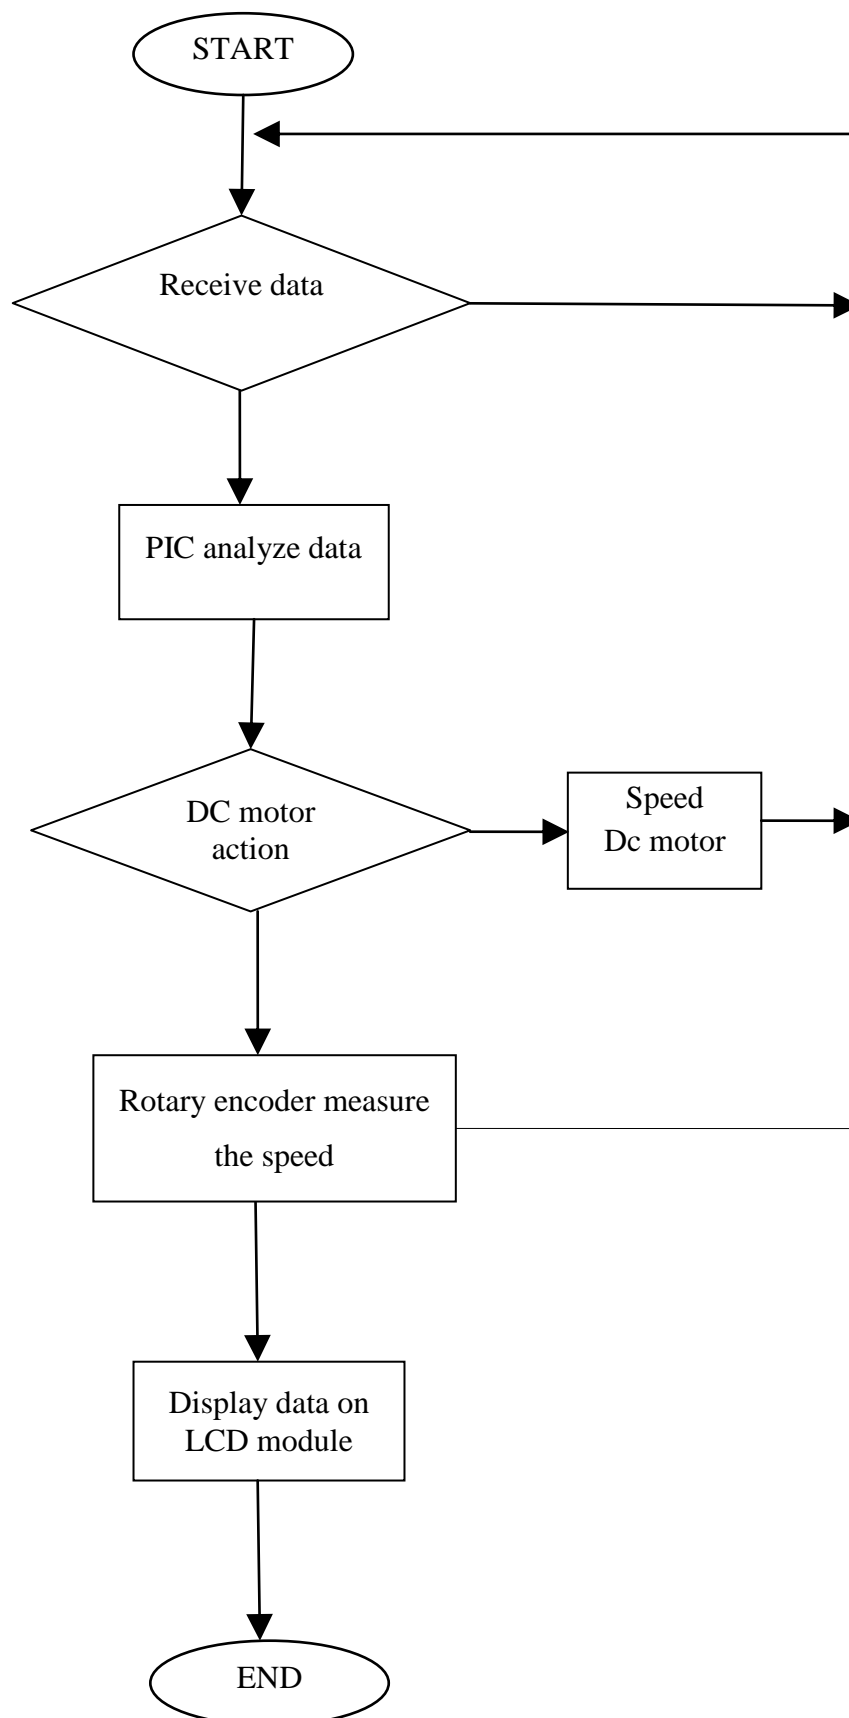 START
Receive data
PIC analyze data
DC motor
action
Speed
Dc motor
Rotary encoder measure
the speed
Display data on
LCD module
END